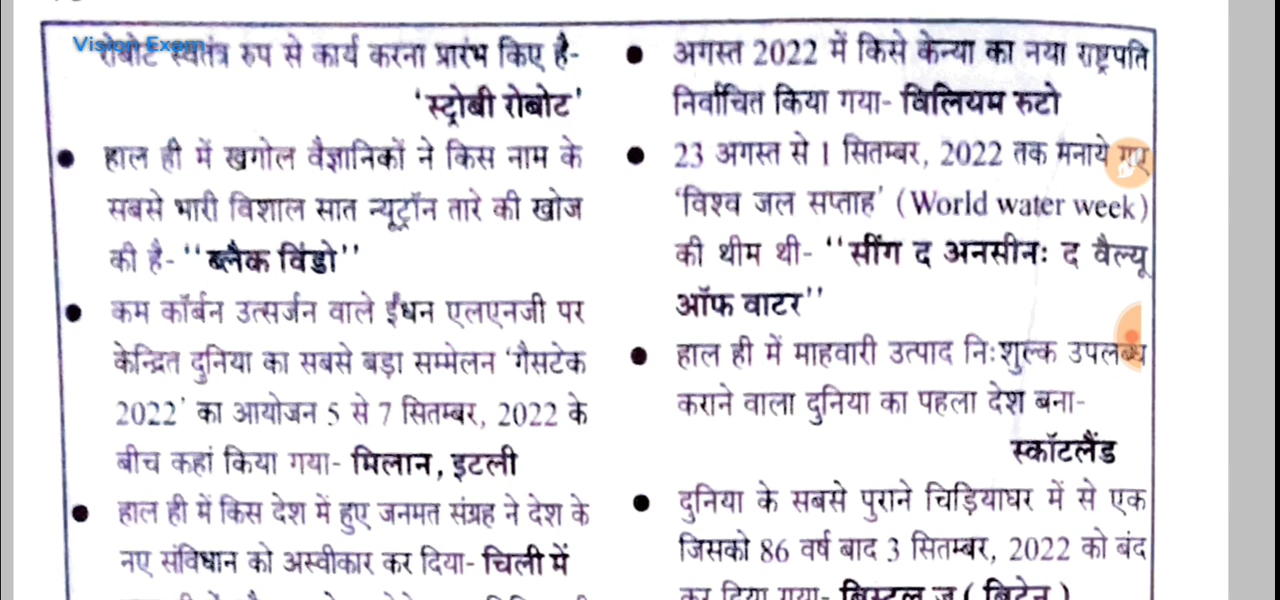 Vision Exam
रोबोट स्वतंत्र रुप से कार्य करना प्रारंभ किए है-
‘स्ट्रोबी रोबोट’
● हाल ही में खगोल वैज्ञानिकों ने किस नाम के
सबसे भारी विशाल सात न्यूट्रॉन तारे की खोज
की है- ‘‘ब्लैक विंडो’’
● कम कॉर्बन उत्सर्जन वाले ईंधन एलएनजी पर
केन्द्रित दुनिया का सबसे बड़ा सम्मेलन ‘गैसटेक
2022’ का आयोजन 5 से 7 सितम्बर, 2022 के
बीच कहां किया गया- मिलान, इटली
● हाल ही में किस देश में हुए जनमत संग्रह ने देश के
नए संविधान को अस्वीकार कर दिया- चिली में
● अगस्त 2022 में किसे केन्या का नया राष्ट्रपति
निर्वाचित किया गया- विलियम रुटो
● 23 अगस्त से 1 सितम्बर, 2022 तक मनाये गए
‘विश्व जल सप्ताह’ (World water week)
की थीम थी- ‘‘सींग द अनसीनः द वैल्यू
ऑफ वाटर’’
● हाल ही में माहवारी उत्पाद निःशुल्क उपलब्ध
कराने वाला दुनिया का पहला देश बना-
स्कॉटलैंड
● दुनिया के सबसे पुराने चिड़ियाघर में से एक
जिसको 86 वर्ष बाद 3 सितम्बर, 2022 को बंद
कर दिया गया- ब्रिस्टल जू (ब्रिटेन)